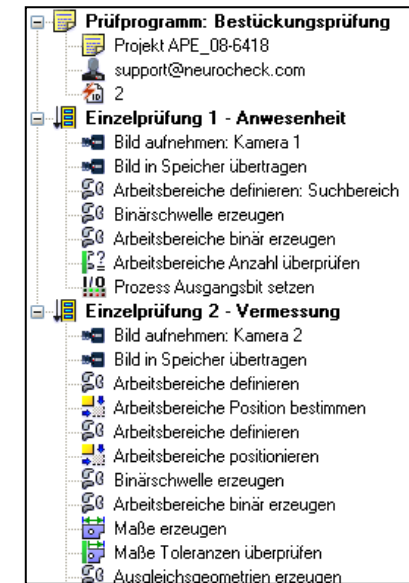 Prüfprogramm: Bestückungsprüfung
Projekt APE_08-6418
support@neurocheck.com
2
Einzelprüfung 1 - Anwesenheit
Bild aufnehmen: Kamera 1
Bild in Speicher übertragen
Arbeitsbereiche definieren: Suchbereich
Binärschwelle erzeugen
Arbeitsbereiche binär erzeugen
Arbeitsbereiche Anzahl überprüfen
Prozess Ausgangsbit setzen
Einzelprüfung 2 - Vermessung
Bild aufnehmen: Kamera 2
Bild in Speicher übertragen
Arbeitsbereiche definieren
Arbeitsbereiche Position bestimmen
Arbeitsbereiche definieren
Arbeitsbereiche positionieren
Binärschwelle erzeugen
Arbeitsbereiche binär erzeugen
Maße erzeugen
Maße Toleranzen überprüfen
Ausgleichsgeometrien erzeugen